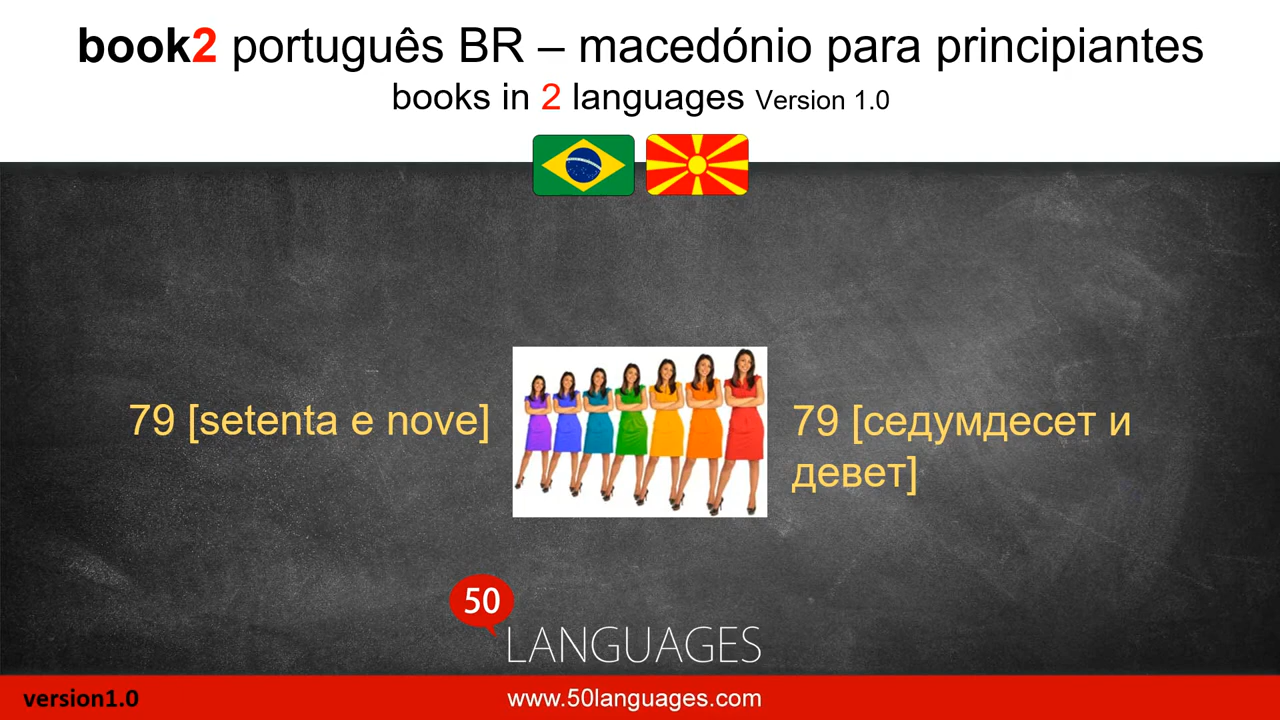 book2 português BR – macedónio para principiantes
books in 2 languages Version 1.0
79 [setenta e nove]
79 [седумдесет и
девет]
50
LANGUAGES
version1.0
www.50languages.com